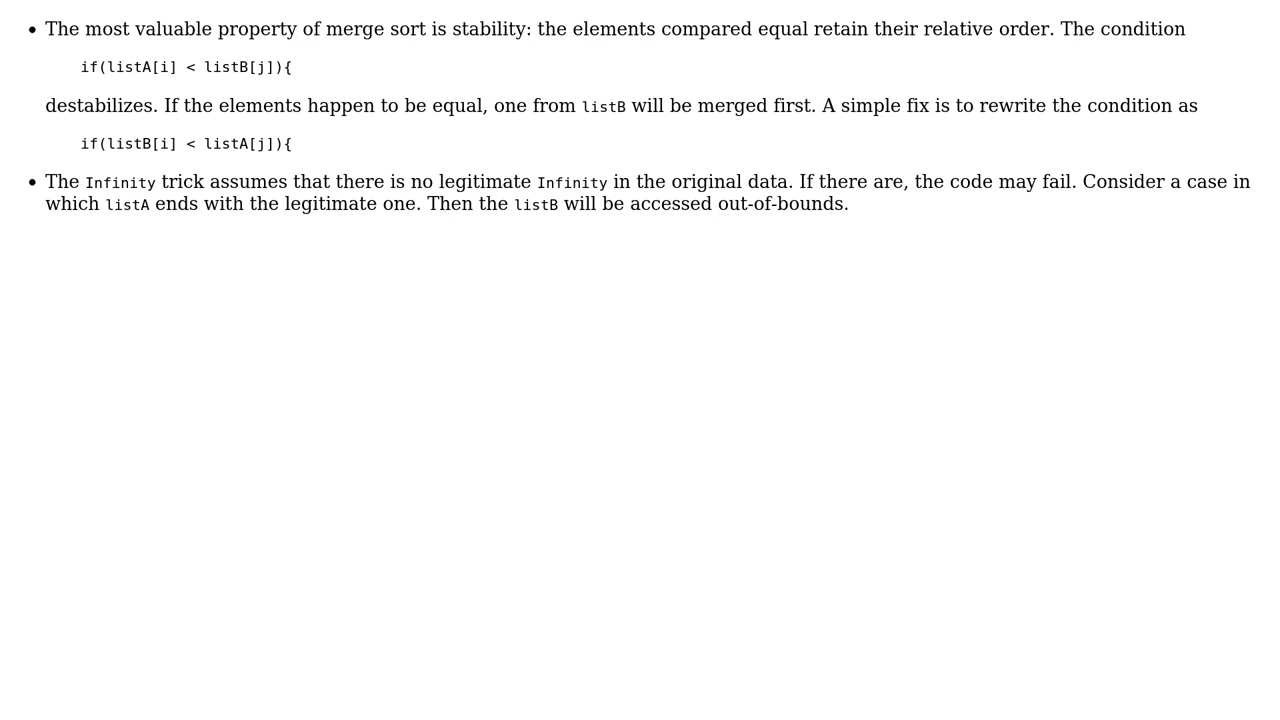 • The most valuable property of merge sort is stability: the elements compared equal retain their relative order. The condition
if(listA[i] < listB[j]){
destabilizes. If the elements happen to be equal, one from listB will be merged first. A simple fix is to rewrite the condition as
if(listB[i] < listA[j]){
• The Infinity trick assumes that there is no legitimate Infinity in the original data. If there are, the code may fail. Consider a case in
which listA ends with the legitimate one. Then the listB will be accessed out-of-bounds.